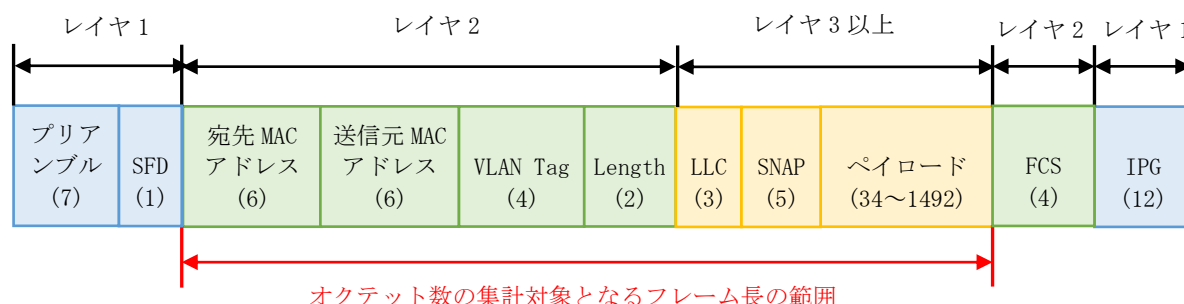 レイヤ 1
レイヤ 2
レイヤ 3 以上
レイヤ 2
レイヤ 1
プリア
ンブル
(7)
SFD
(1)
宛先 MAC
アドレス
(6)
送信元 MAC
アドレス
(6)
VLAN Tag
(4)
Length
(2)
LLC
(3)
SNAP
(5)
ペイロード
(34～1492)
FCS
(4)
IPG
(12)
オクテット数の集計対象となるフレーム長の範囲